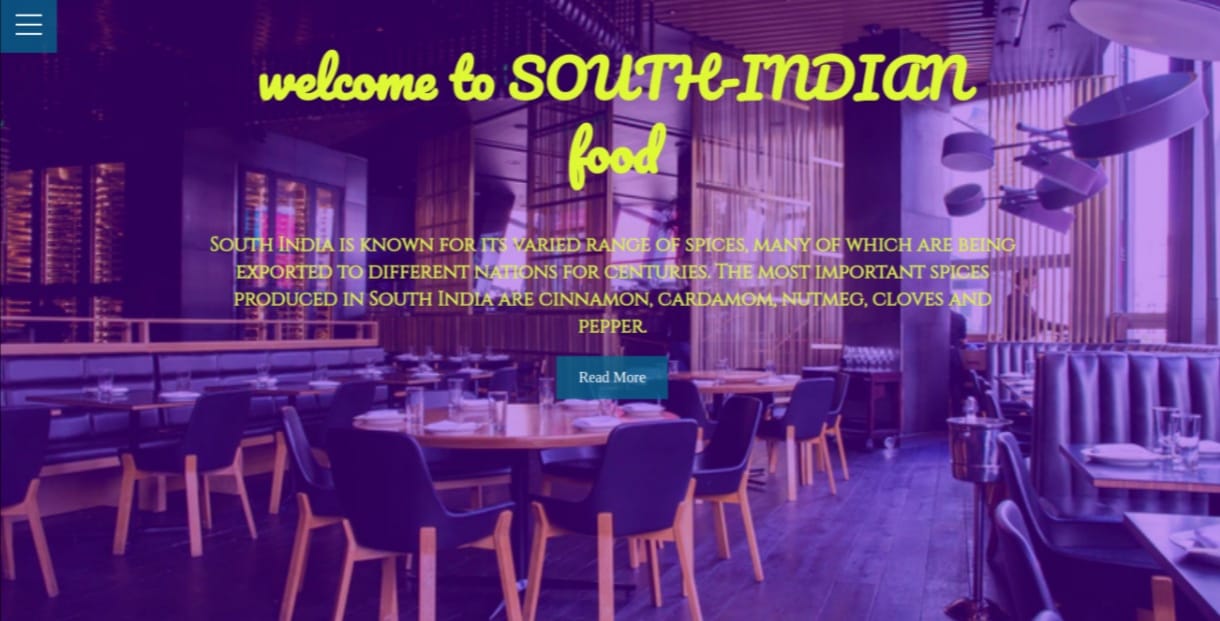 welcome to SOUTH-INDIAN
food
South India is known for its varied range of spices, many of which are being
exported to different nations for centuries. The most important spices
produced in South India are cinnamon, cardamom, nutmeg, cloves and
pepper.
Read More